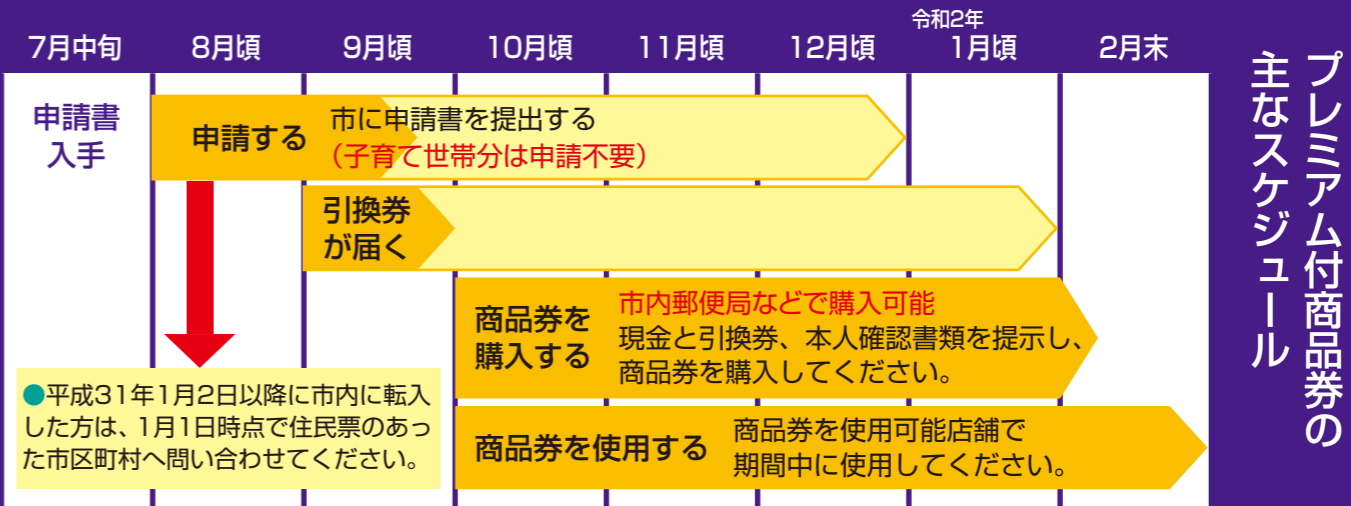 プレミアム付商品券の
主なスケジュール
7月中旬
8月頃
9月頃
10月頃
11月頃
12月頃
令和2年
1月頃
2月末
申請書
入手
申請する
市に申請書を提出する
（子育て世帯分は申請不要）
引換券
が届く
商品券を
購入する
市内郵便局などで購入可能
現金と引換券、本人確認書類を提示し、
商品券を購入してください。
●平成31年1月2日以降に市内に転入
した方は、1月1日時点で住民票のあっ
た市区町村へ問い合わせてください。
商品券を使用する
商品券を使用可能店舗で
期間中に使用してください。